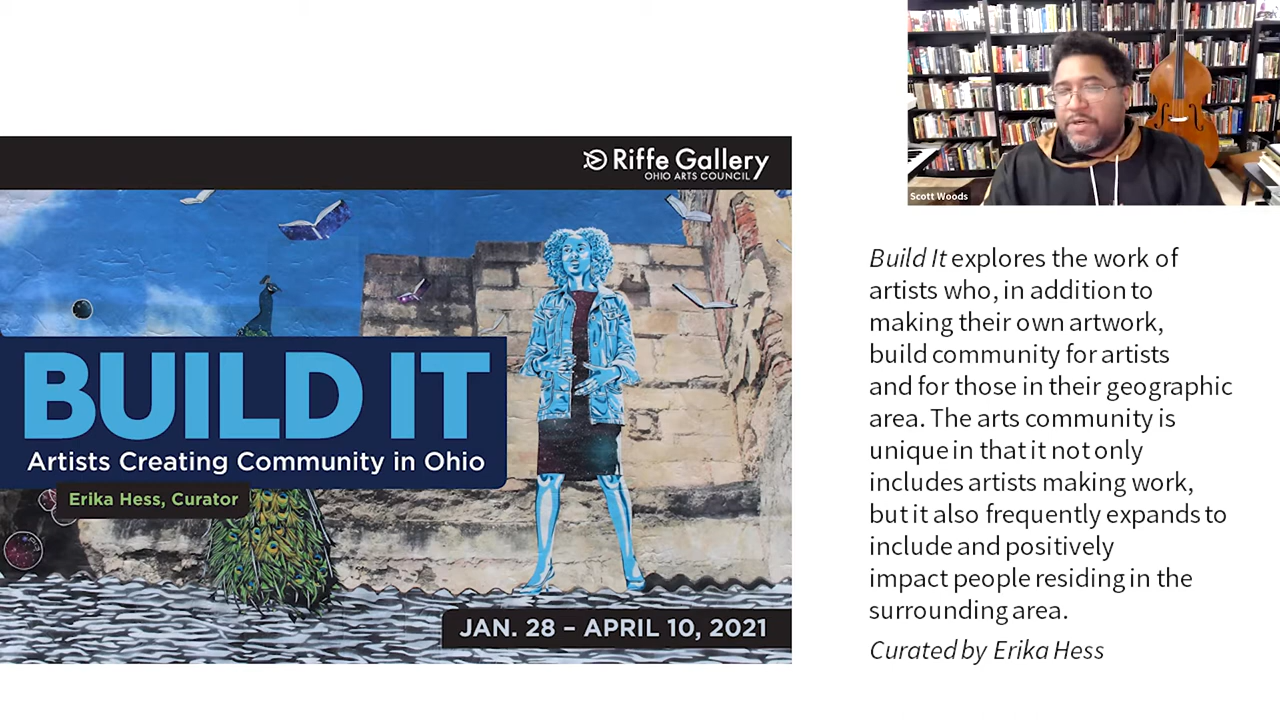 Riffe Gallery
OHIO ARTS COUNCIL
BUILD IT
Artists Creating Community in Ohio
Erika Hess, Curator
JAN. 28 – APRIL 10, 2021
Scott Woods
Build It explores the work of
artists who, in addition to
making their own artwork,
build community for artists
and for those in their geographic
area. The arts community is
unique in that it not only
includes artists making work,
but it also frequently expands to
include and positively
impact people residing in the
surrounding area.
Curated by Erika Hess